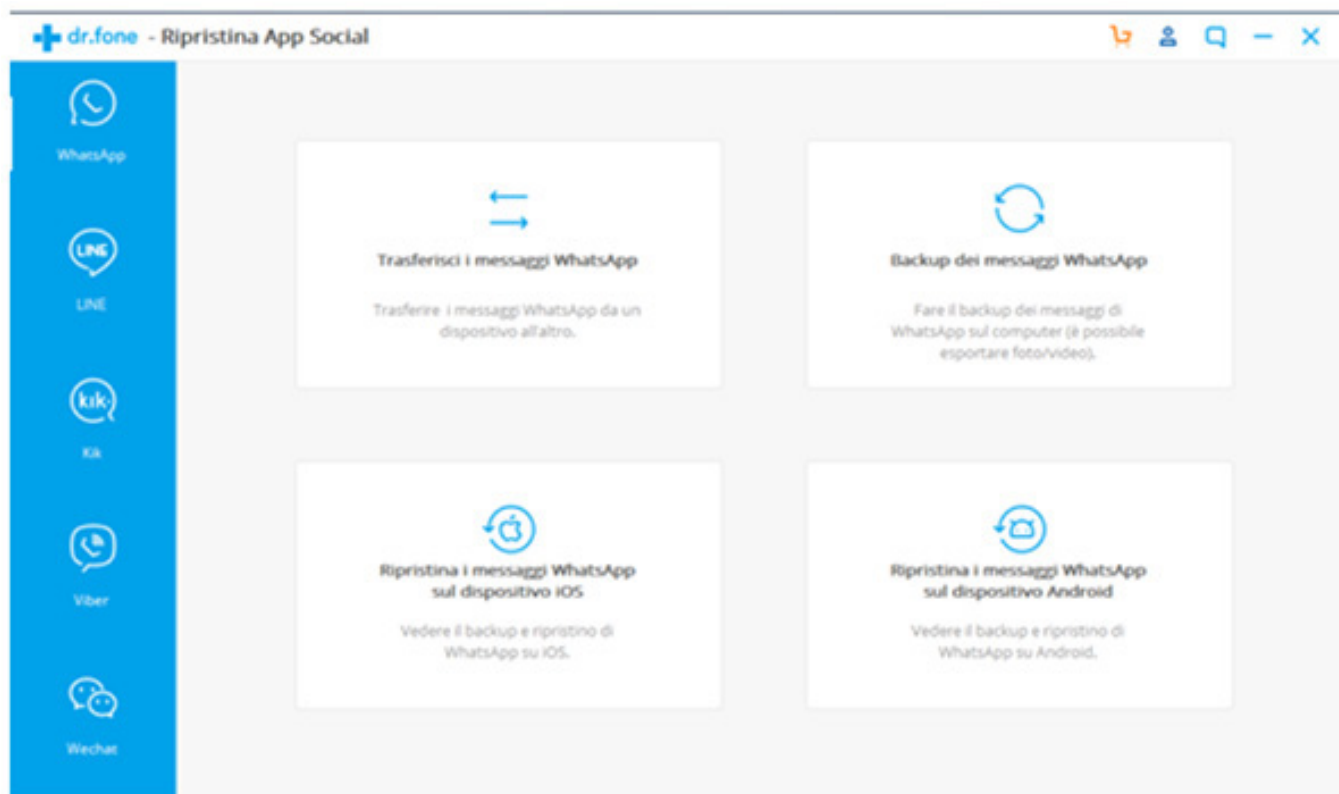 dr.fone - Ripristina App Social
WhatsApp
LINE
LINE
kik
Kik
Viber
Wechat
Trasferisci i messaggi WhatsApp
Trasferire i messaggi WhatsApp da un
dispositivo all'altro.
Backup dei messaggi WhatsApp
Fare il backup dei messaggi di
WhatsApp sul computer (è possibile
esportare foto/video).
Ripristina i messaggi WhatsApp
sul dispositivo iOS
Vedere il backup e ripristino di
WhatsApp su iOS.
Ripristina i messaggi WhatsApp
sul dispositivo Android
Vedere il backup e ripristino di
WhatsApp su Android.